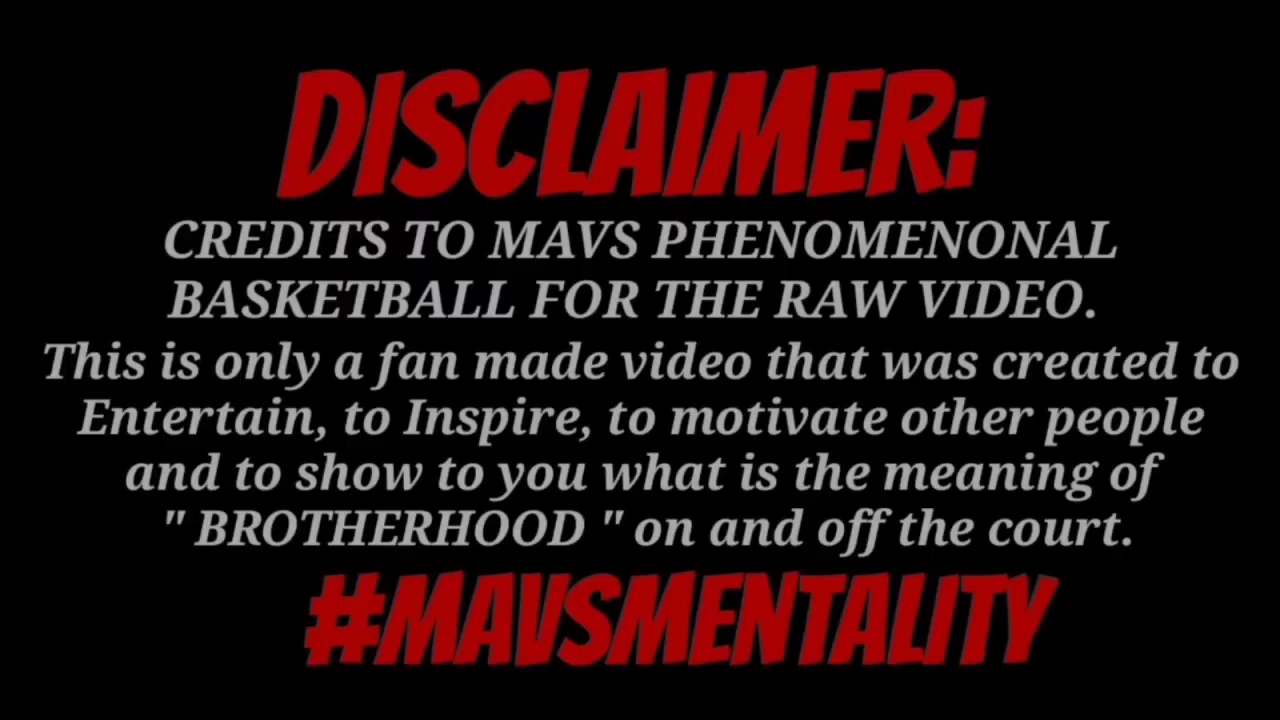 DISCLAIMER:
CREDITS TO MAVS PHENOMENONAL
BASKETBALL FOR THE RAW VIDEO.
This is only a fan made video that was created to
Entertain, to Inspire, to motivate other people
and to show to you what is the meaning of
" BROTHERHOOD " on and off the court.
#MAVSMENTALITY